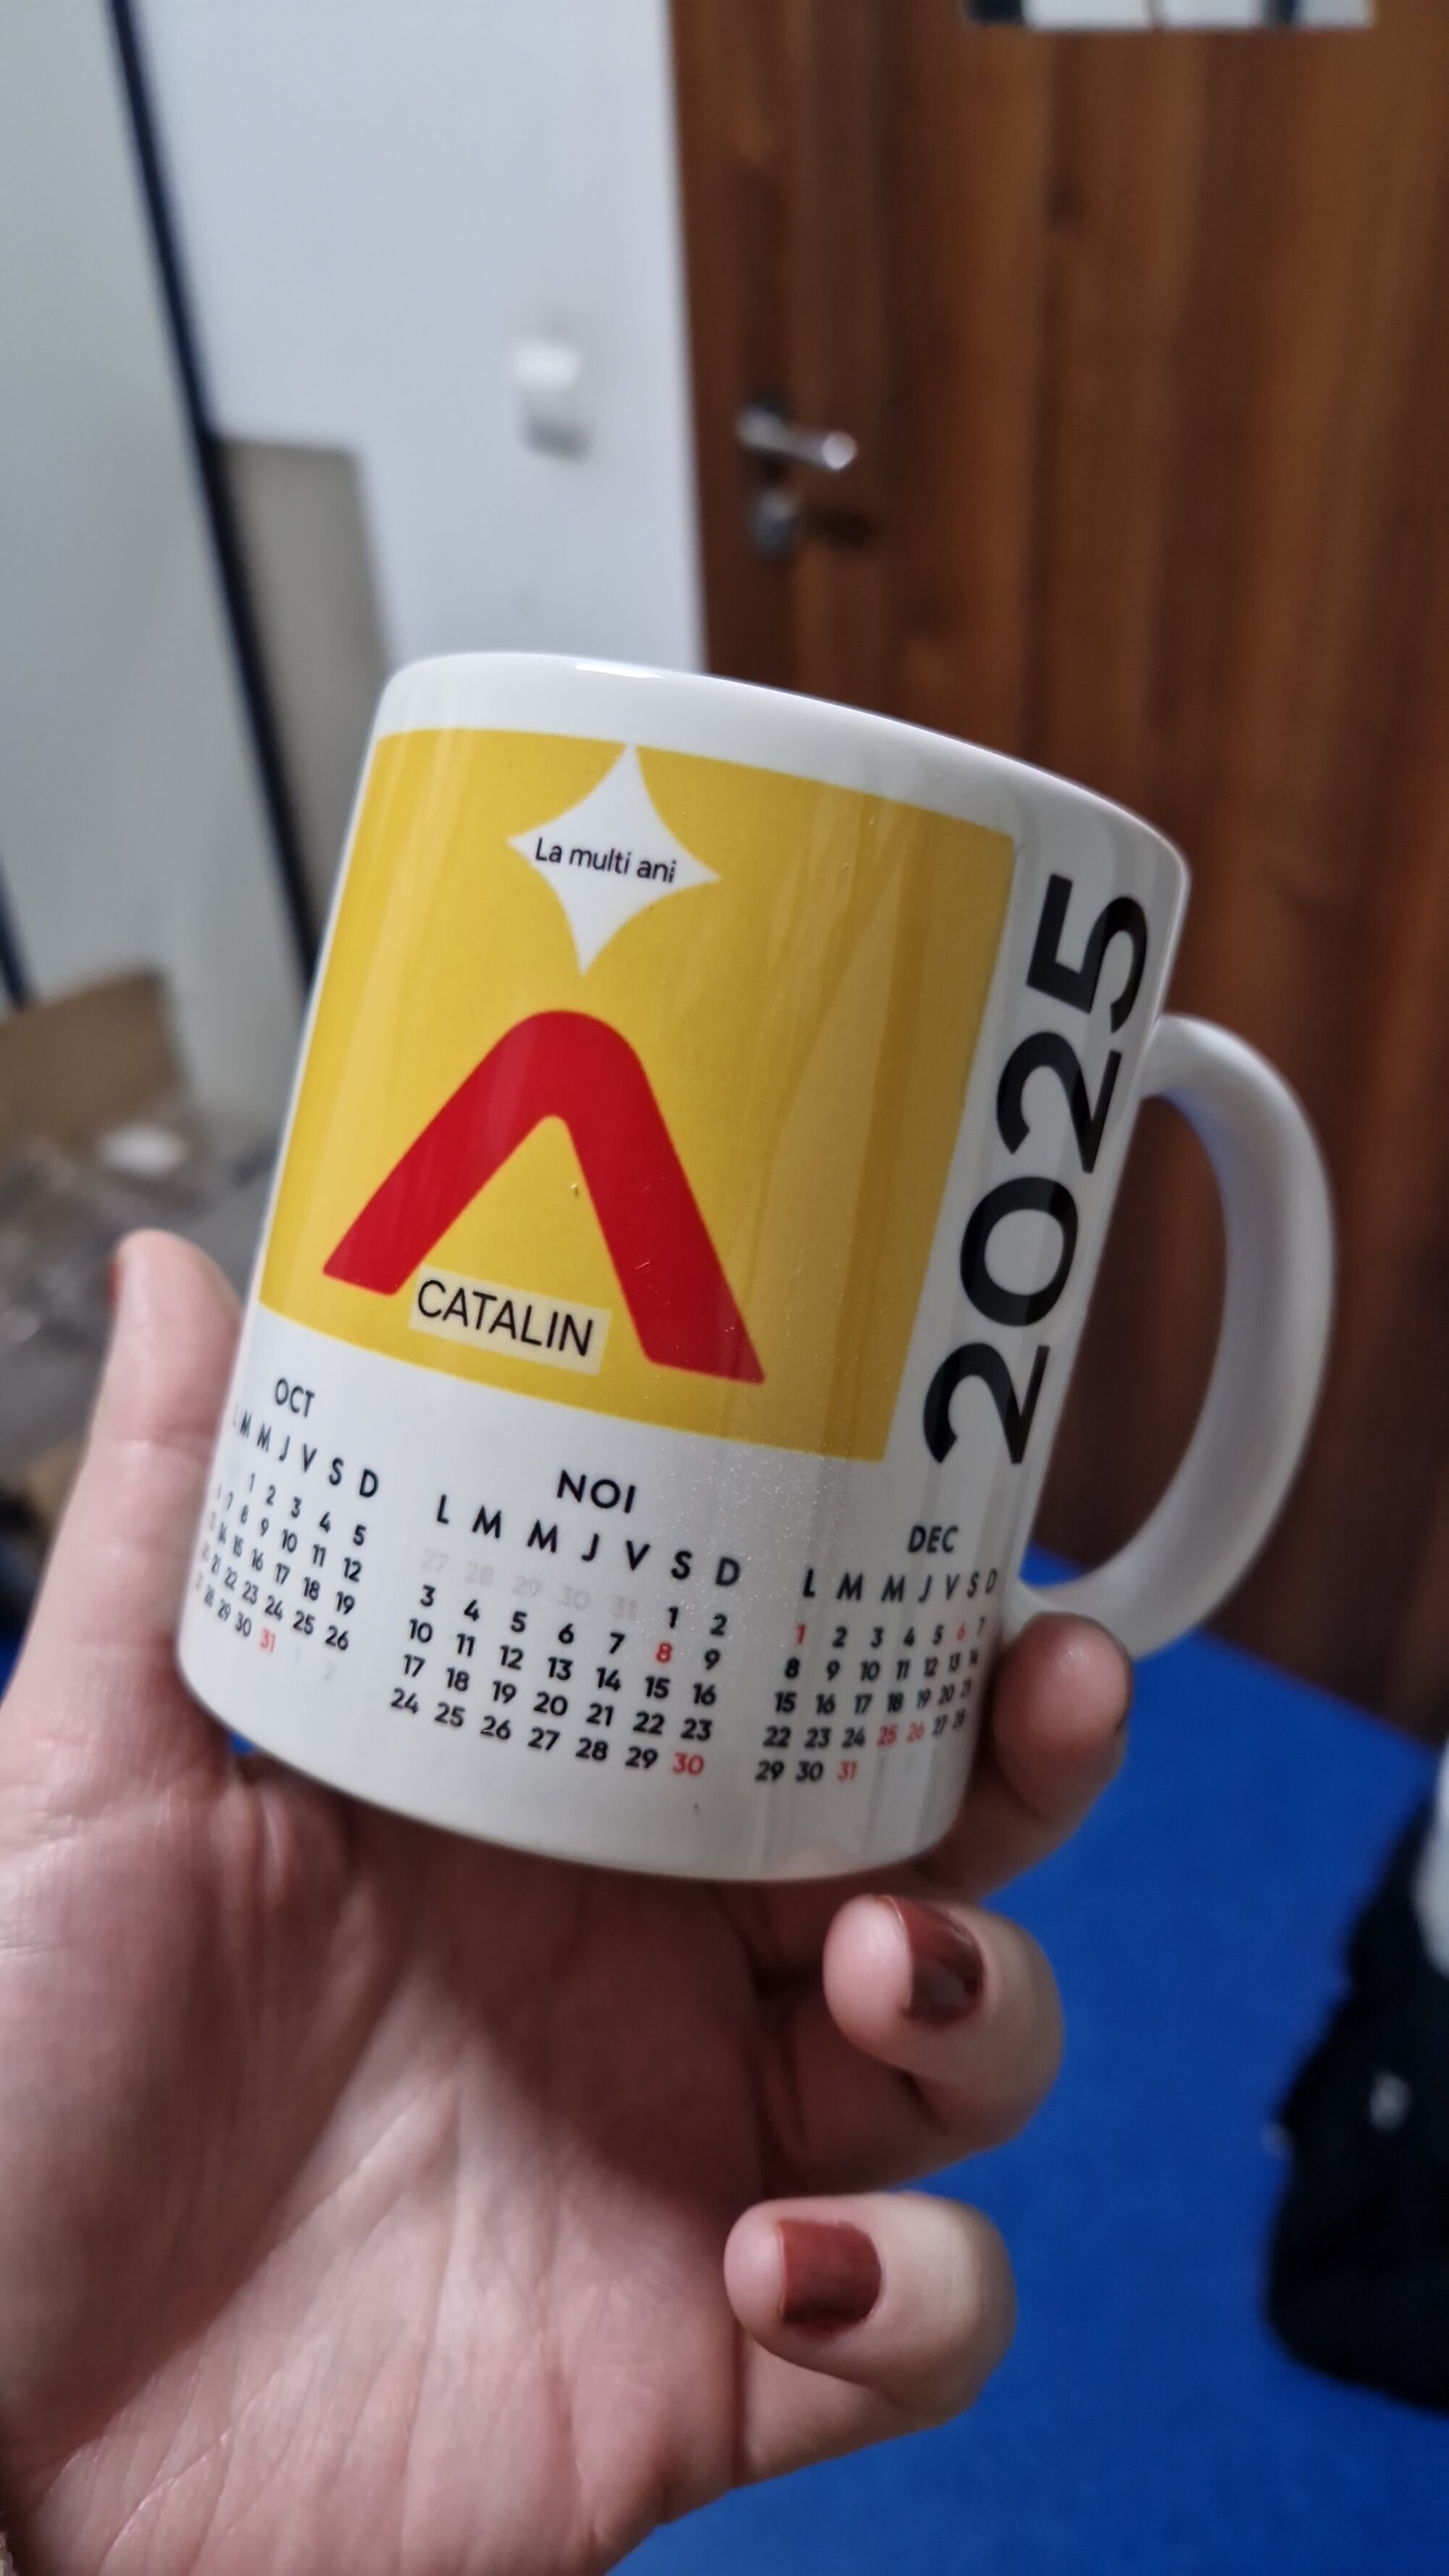 La multi ani
CATALIN
2025
OCT
L M M J V S D
1 2 3 4 5
6 7 8 9 10 11 12
14 15 16 17 18 19
21 22 23 24 25 26
28 29 30 31 1 2
NOI
L M M J V S D
27 28 29 30 31 1 2
3 4 5 6 7 8 9
10 11 12 13 14 15 16
17 18 19 20 21 22 23
24 25 26 27 28 29 30
DEC
L M M J V S D
1 2 3 4 5 6 7
8 9 10 11 12 13 14
15 16 17 18 19 20 21
22 23 24 25 26 27 28
29 30 31